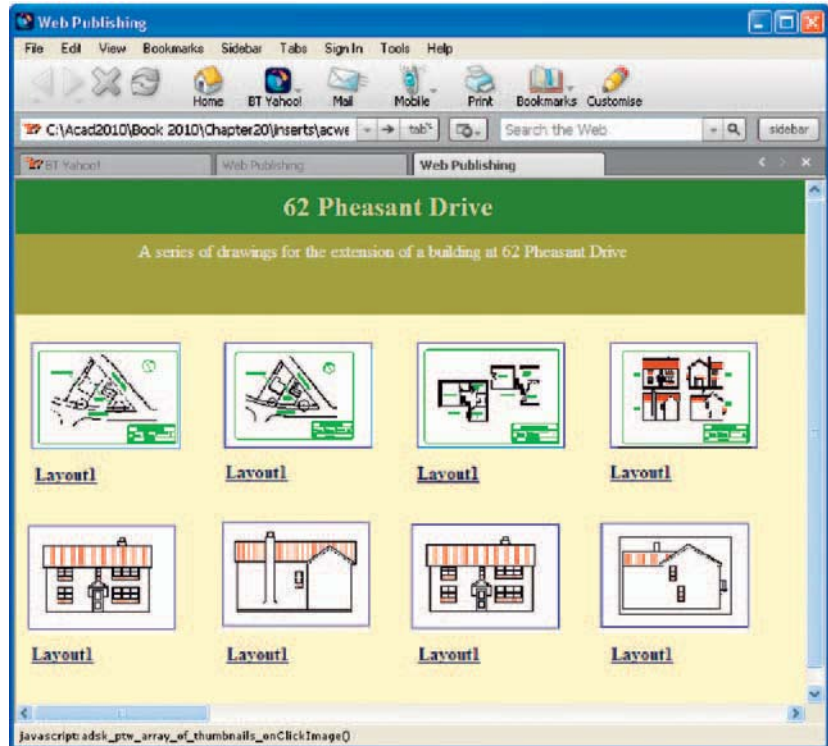 Web Publishing
File Edit View Bookmarks Sidebar Tabs Sign In Tools Help
Home BT Yahoo! Mail Mobile Print Bookmarks Customise
C:\Acad2010\Book 2010\Chapter20\inserts\acwe tab Search the Web sidebar
BT Yahoo! Web Publishing Web Publishing
62 Pheasant Drive
A series of drawings for the extension of a building at 62 Pheasant Drive
Layout1 Layout1 Layout1 Layout1
Layout1 Layout1 Layout1 Layout1
javascript:adsk_ptw_array_of_thumbnails_onClickImage()